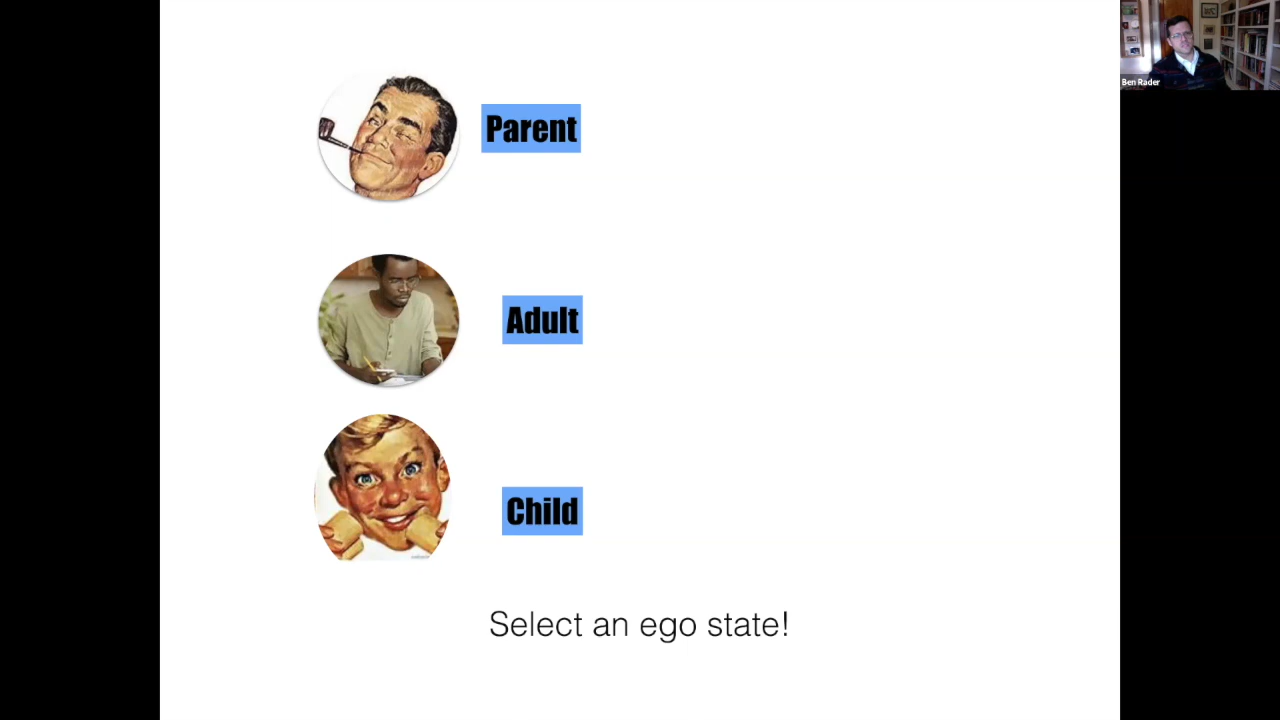 Ben Rader
Parent
Adult
Child
Select an ego state!